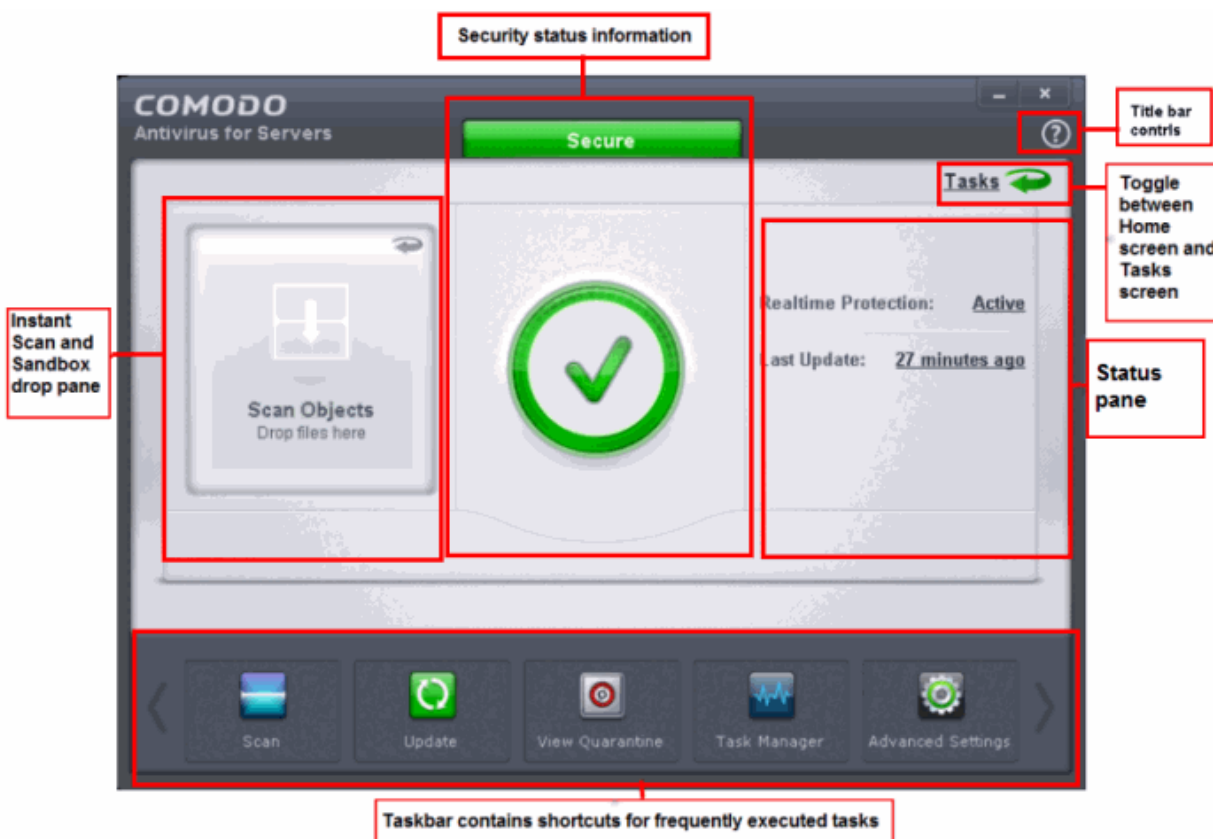 Security status information
COMODO
Antivirus for Servers
Secure
Title bar
contrls
Tasks
Toggle
between
Home
screen and
Tasks
screen
Instant
Scan and
Sandbox
drop pane
Scan Objects
Drop files here
Realtime Protection: Active
Last Update: 27 minutes ago
Status
pane
Scan
Update
View Quarantine
Task Manager
Advanced Settings
Taskbar contains shortcuts for frequently executed tasks